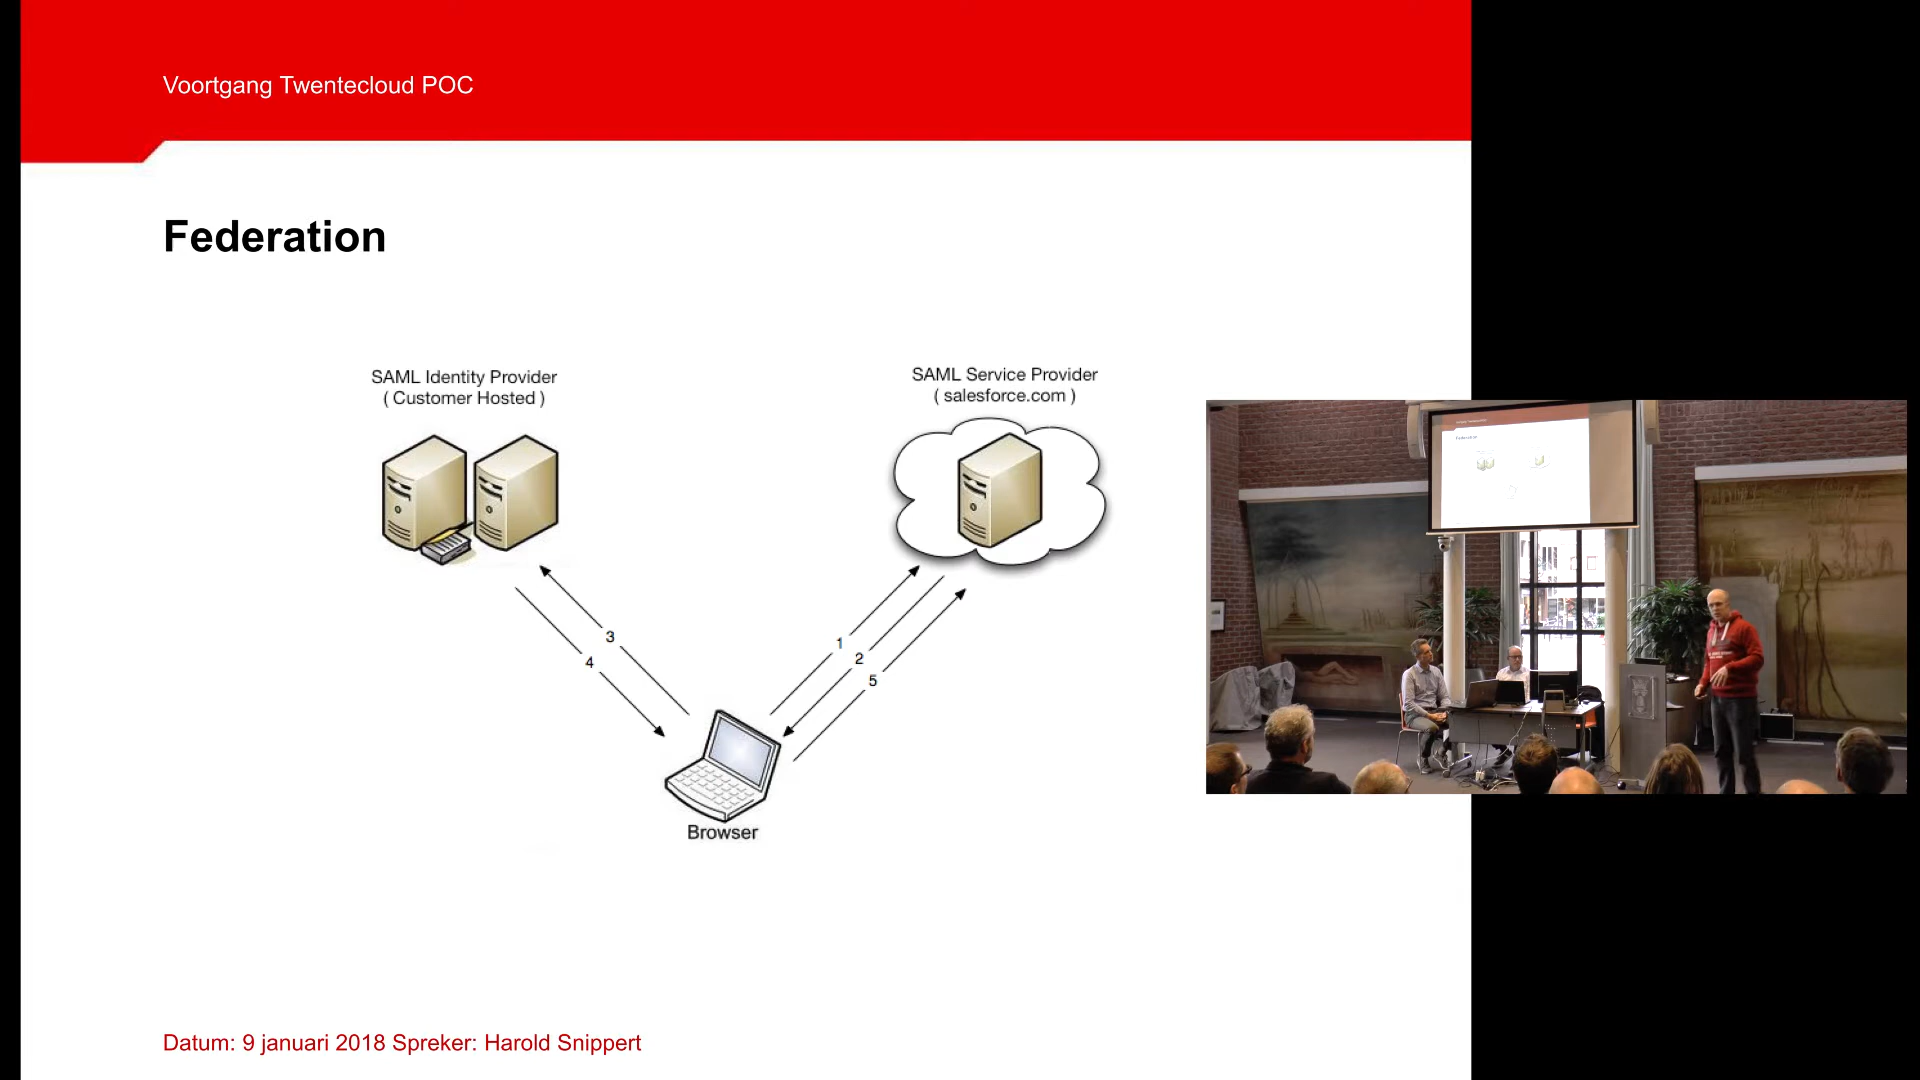 Voortgang Twentecloud POC
Federation
SAML Identity Provider
( Customer Hosted )
SAML Service Provider
( salesforce.com )
3
4
1
2
5
Browser
Datum: 9 januari 2018 Spreker: Harold Snippert
Federation